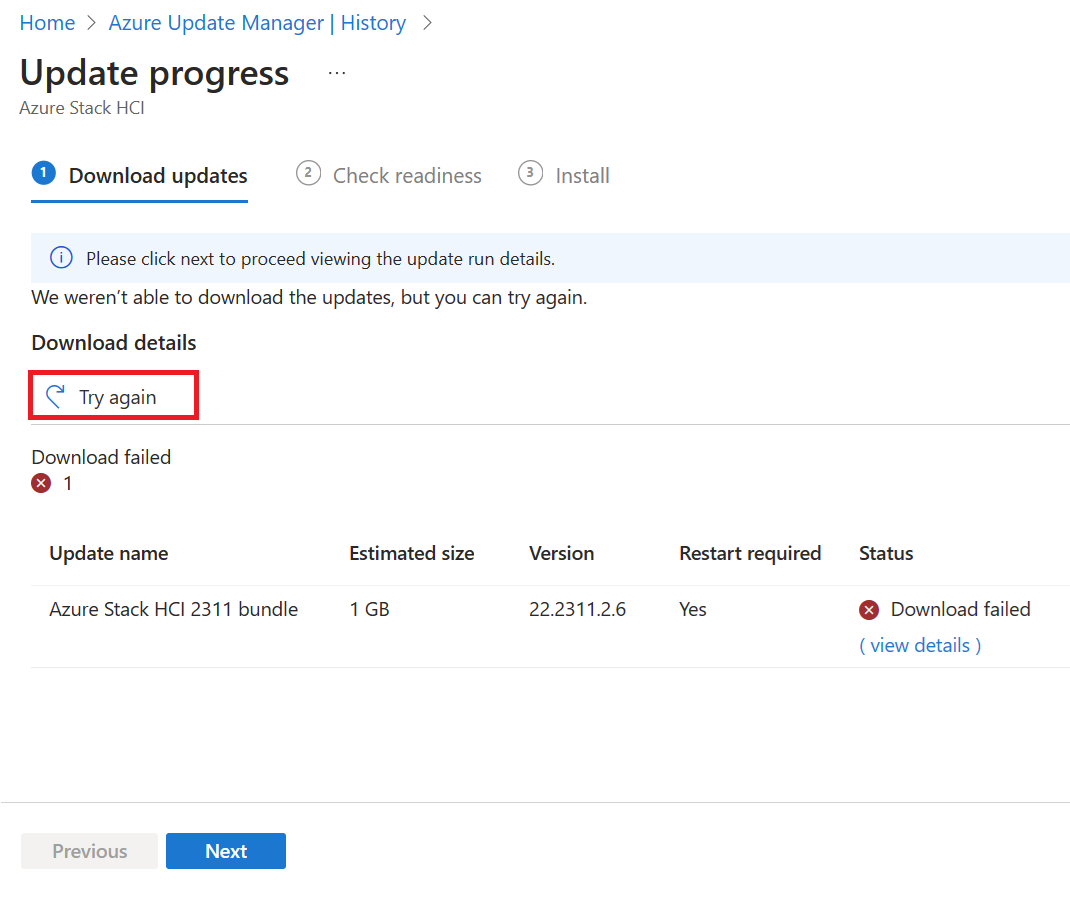 Home > Azure Update Manager | History >
Update progress ...
Azure Stack HCI
1 Download updates 2 Check readiness 3 Install
Please click next to proceed viewing the update run details.
We weren’t able to download the updates, but you can try again.
Download details
Try again
Download failed
1
Update name Estimated size Version Restart required Status
Azure Stack HCI 2311 bundle 1 GB 22.2311.2.6 Yes Download failed
( view details )
Previous Next